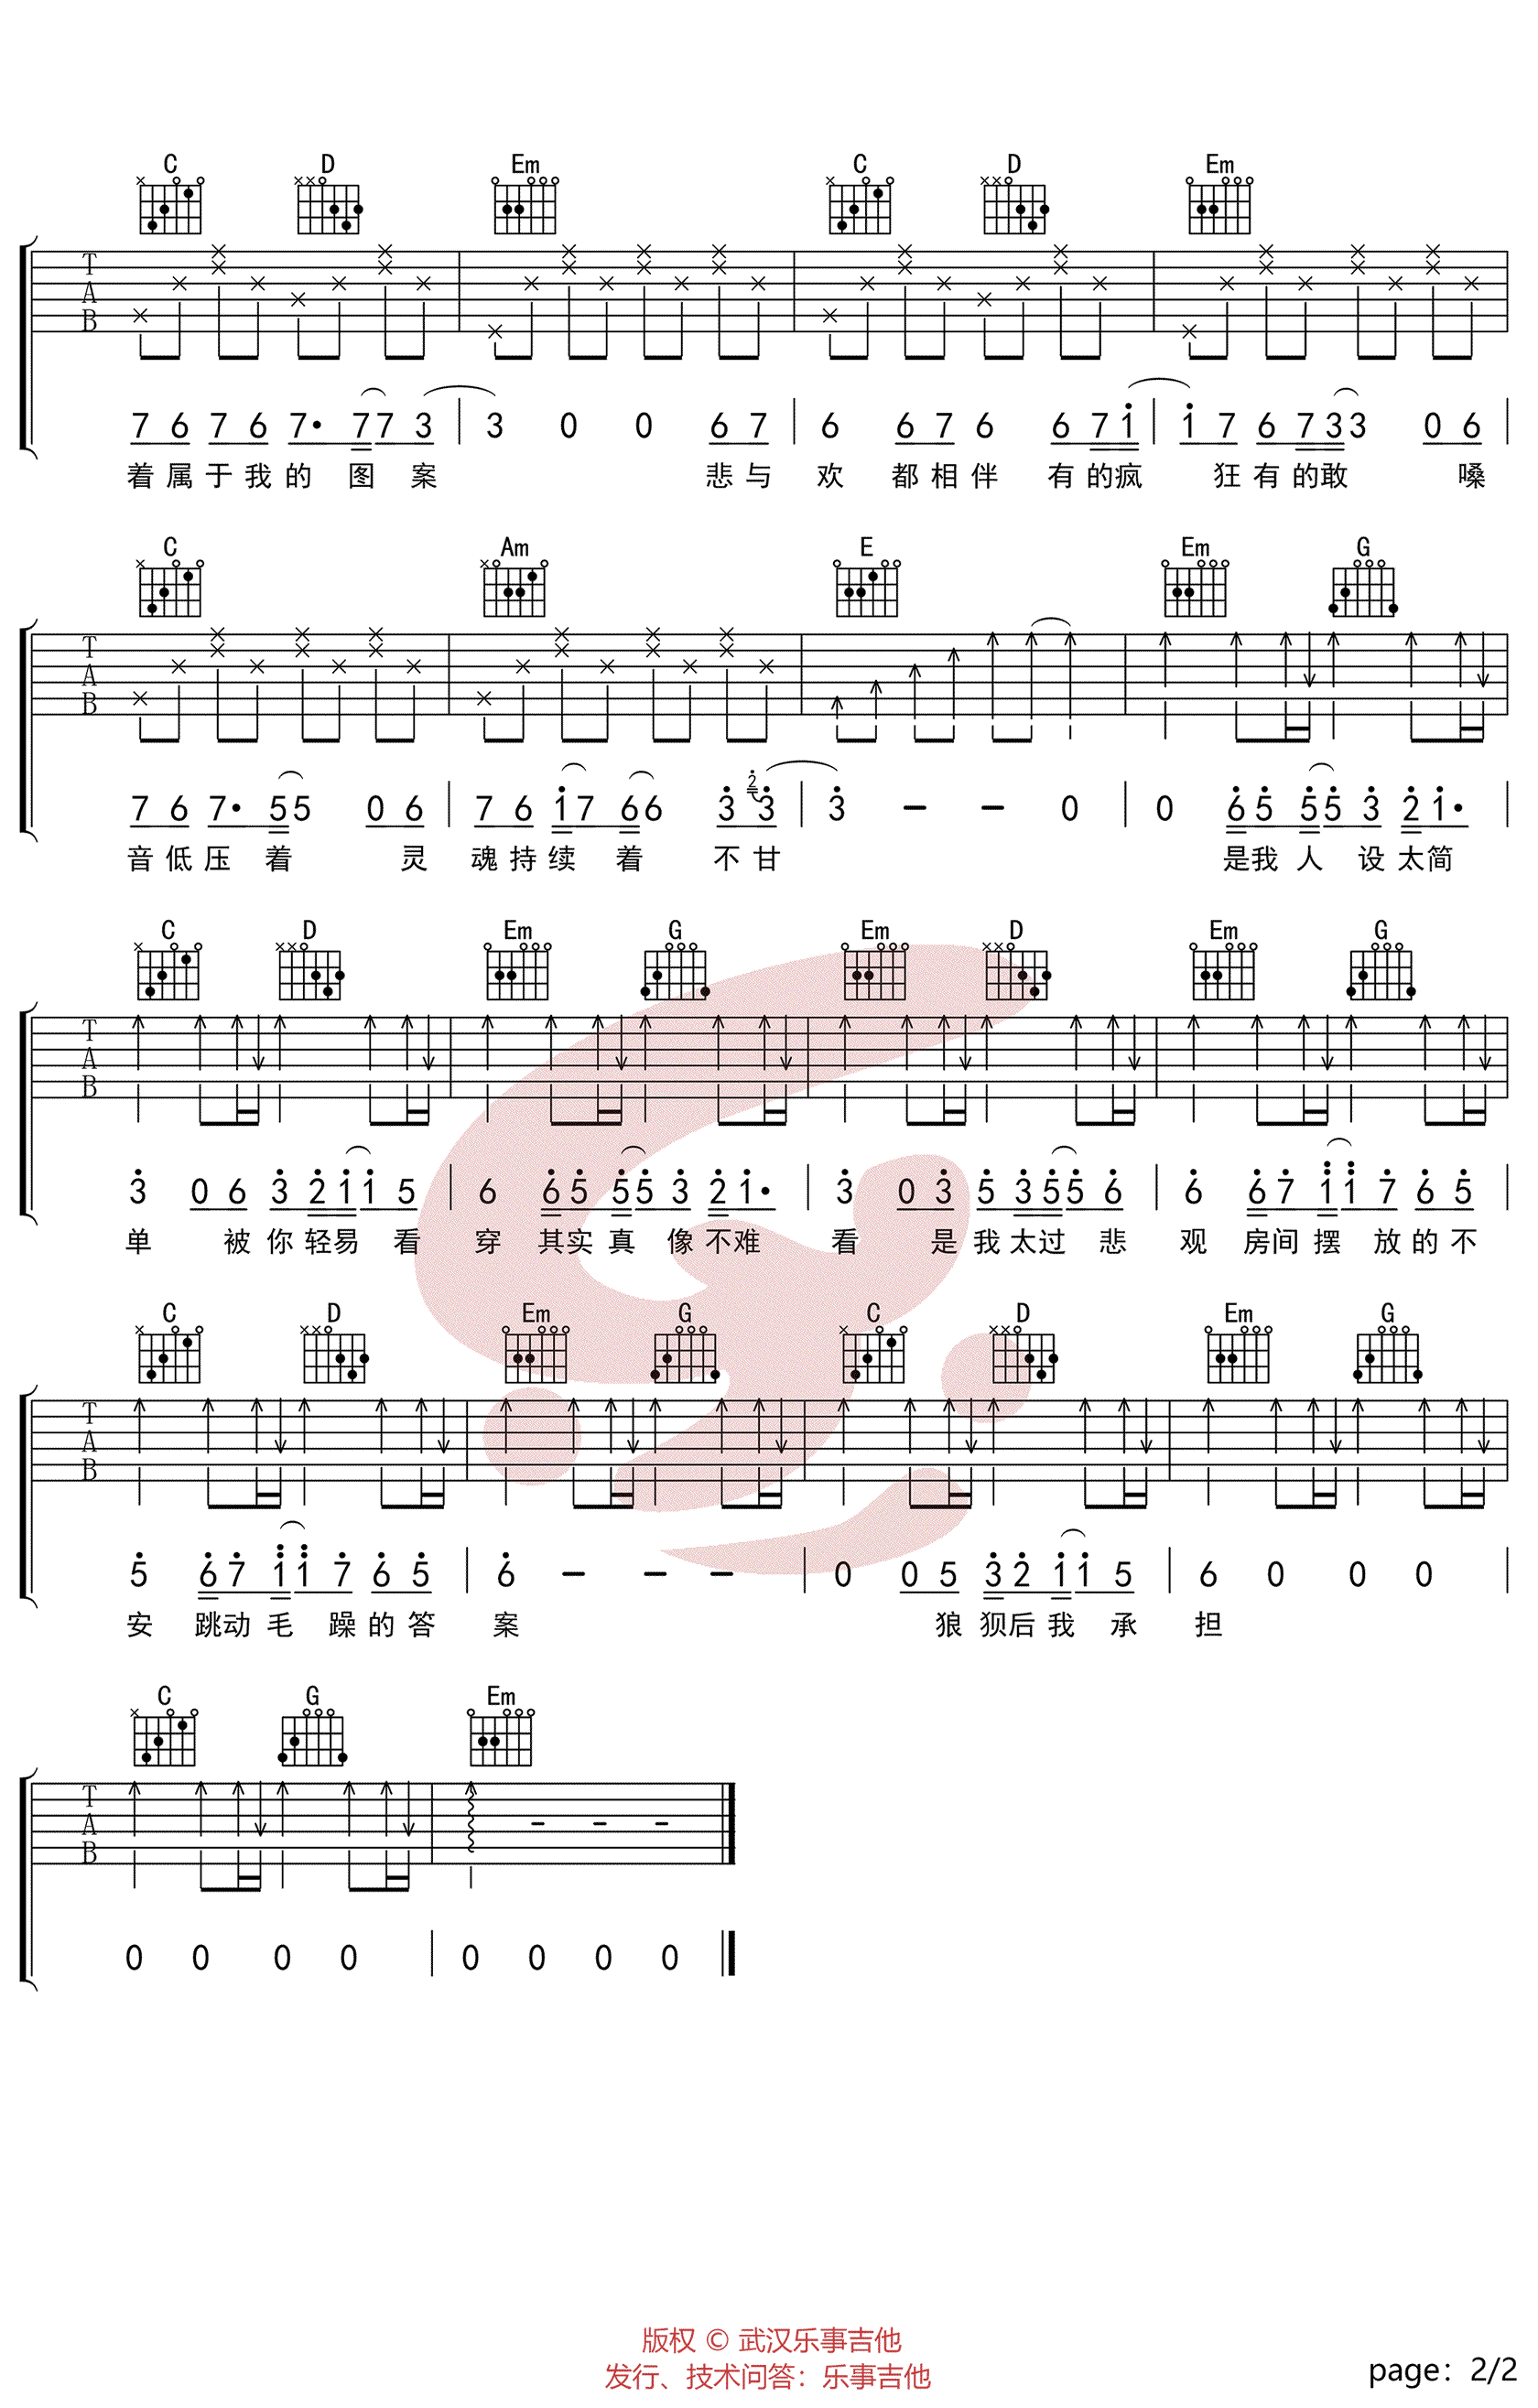 C D Em C D Em
T
A
B
7 6 7 6 7· 7 7 3 | 3 0 0 6 7 | 6 6 7 6 6 7 1 | 1 7 6 7 3 3 0 6 |
着 属 于 我 的 图 案 悲 与 欢 都 相 伴 有 的 疯 狂 有 的 敢 嗓
C Am E Em G
T
A
B
7 6 7· 5 5 0 6 | 7 6 1 7 6 6 3 2 3 | 3 - - 0 | 0 6 5 5 5 3 2 1· |
音 低 压 着 灵 魂 持 续 着 不 甘 是 我 人 设 太 简
C D Em G Em D Em G
T
A
B
3 0 6 3 2 1 1 5 | 6 6 5 5 5 3 2 1· | 3 0 3 5 3 5 5 6 | 6 6 7 1 1 7 6 5
单 被 你 轻 易 看 穿 其 实 真 像 不 难 看 是 我 太 过 悲 观 房 间 摆 放 的 不
C D Em G C D Em G
T
A
B
5 6 7 1 1 7 6 5 | 6 - - - | 0 0 5 3 2 1 1 5 | 6 0 0 0 |
安 跳 动 毛 躁 的 答 案 狼 狈 后 我 承 担
C G Em
T
A
B
0 0 0 0 | 0 0 0 0
版权 © 武汉乐事吉他
发行、技术问答：乐事吉他
page：2/2